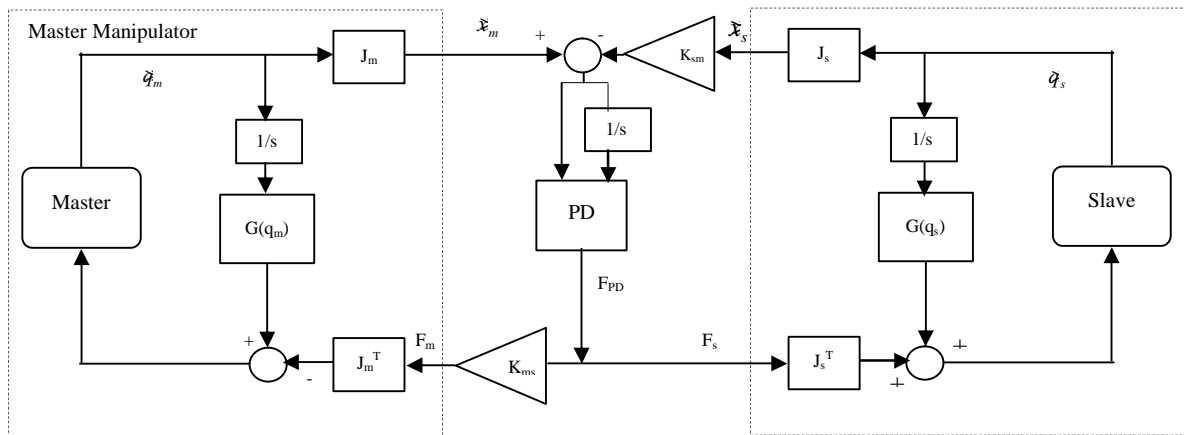 Master Manipulator
J_m
ẋ_m
+
-
K_sm
ẋ_s
J_s
q̇_m
q̇_s
1/s
1/s
1/s
Master
G(q_m)
PD
G(q_s)
Slave
F_PD
+
-
J_m^T
F_m
K_ms
F_s
J_s^T
+
+